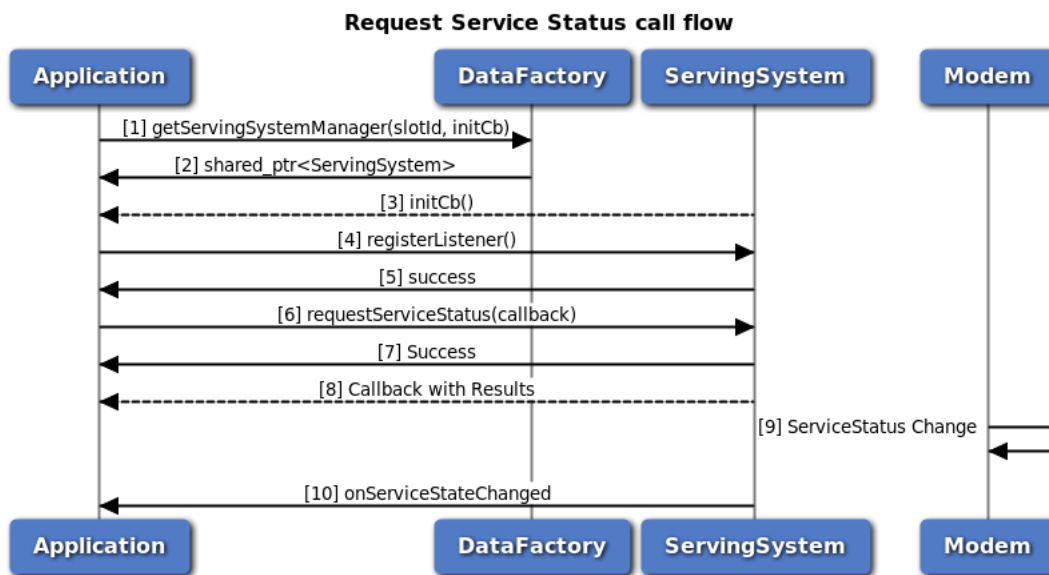 Request Service Status call flow
Application DataFactory ServingSystem Modem
[1] getServingSystemManager(slotId, initCb)
[2] shared_ptr<ServingSystem>
[3] initCb()
[4] registerListener()
[5] success
[6] requestServiceStatus(callback)
[7] Success
[8] Callback with Results
[9] ServiceStatus Change
[10] onServiceStateChanged
Application DataFactory ServingSystem Modem